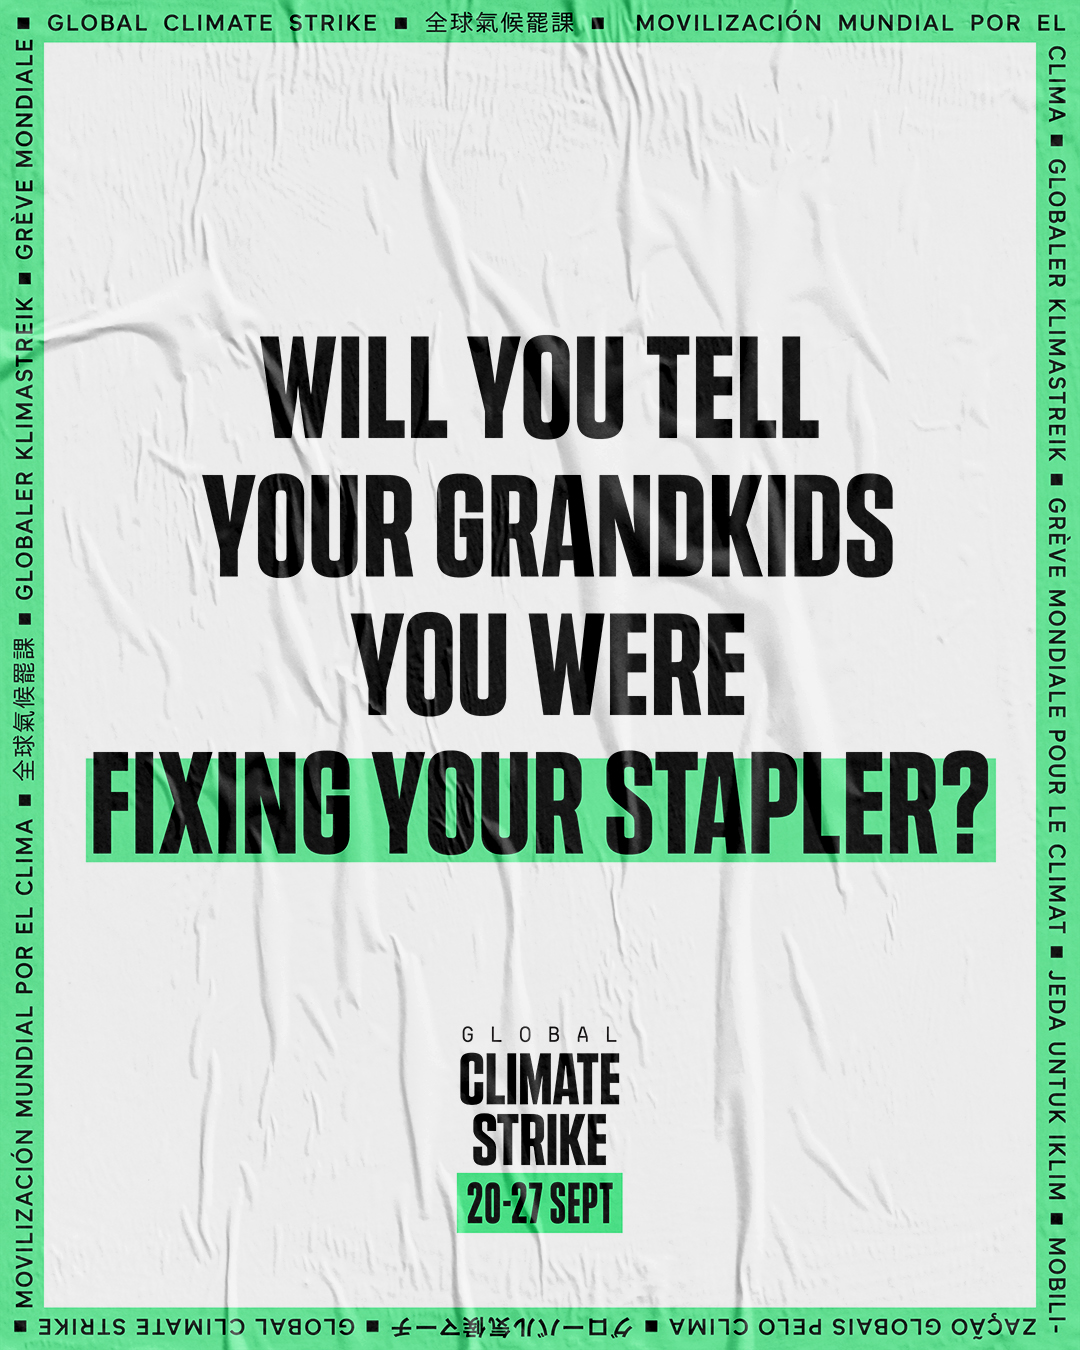 ■ GLOBAL CLIMATE STRIKE ■ 全球氣候罷課 ■ MOVILIZACIÓN MUNDIAL POR EL
CLIMA ■ GLOBALER KLIMASTREIK ■ GRÈVE MONDIALE POUR LE CLIMAT ■ JEDA UNTUK IKLIM ■ MOBILI-
ZAÇÃO GLOBAIS PELO CLIMA ■ グローバル気候マーチ ■ GLOBAL CLIMATE STRIKE ■
MOVILIZACIÓN MUNDIAL POR EL CLIMA ■ 全球氣候罷課 ■ GLOBALER KLIMASTREIK ■ GRÈVE MONDIALE
WILL YOU TELL
YOUR GRANDKIDS
YOU WERE
FIXING YOUR STAPLER?
GLOBAL
CLIMATE
STRIKE
20-27 SEPT